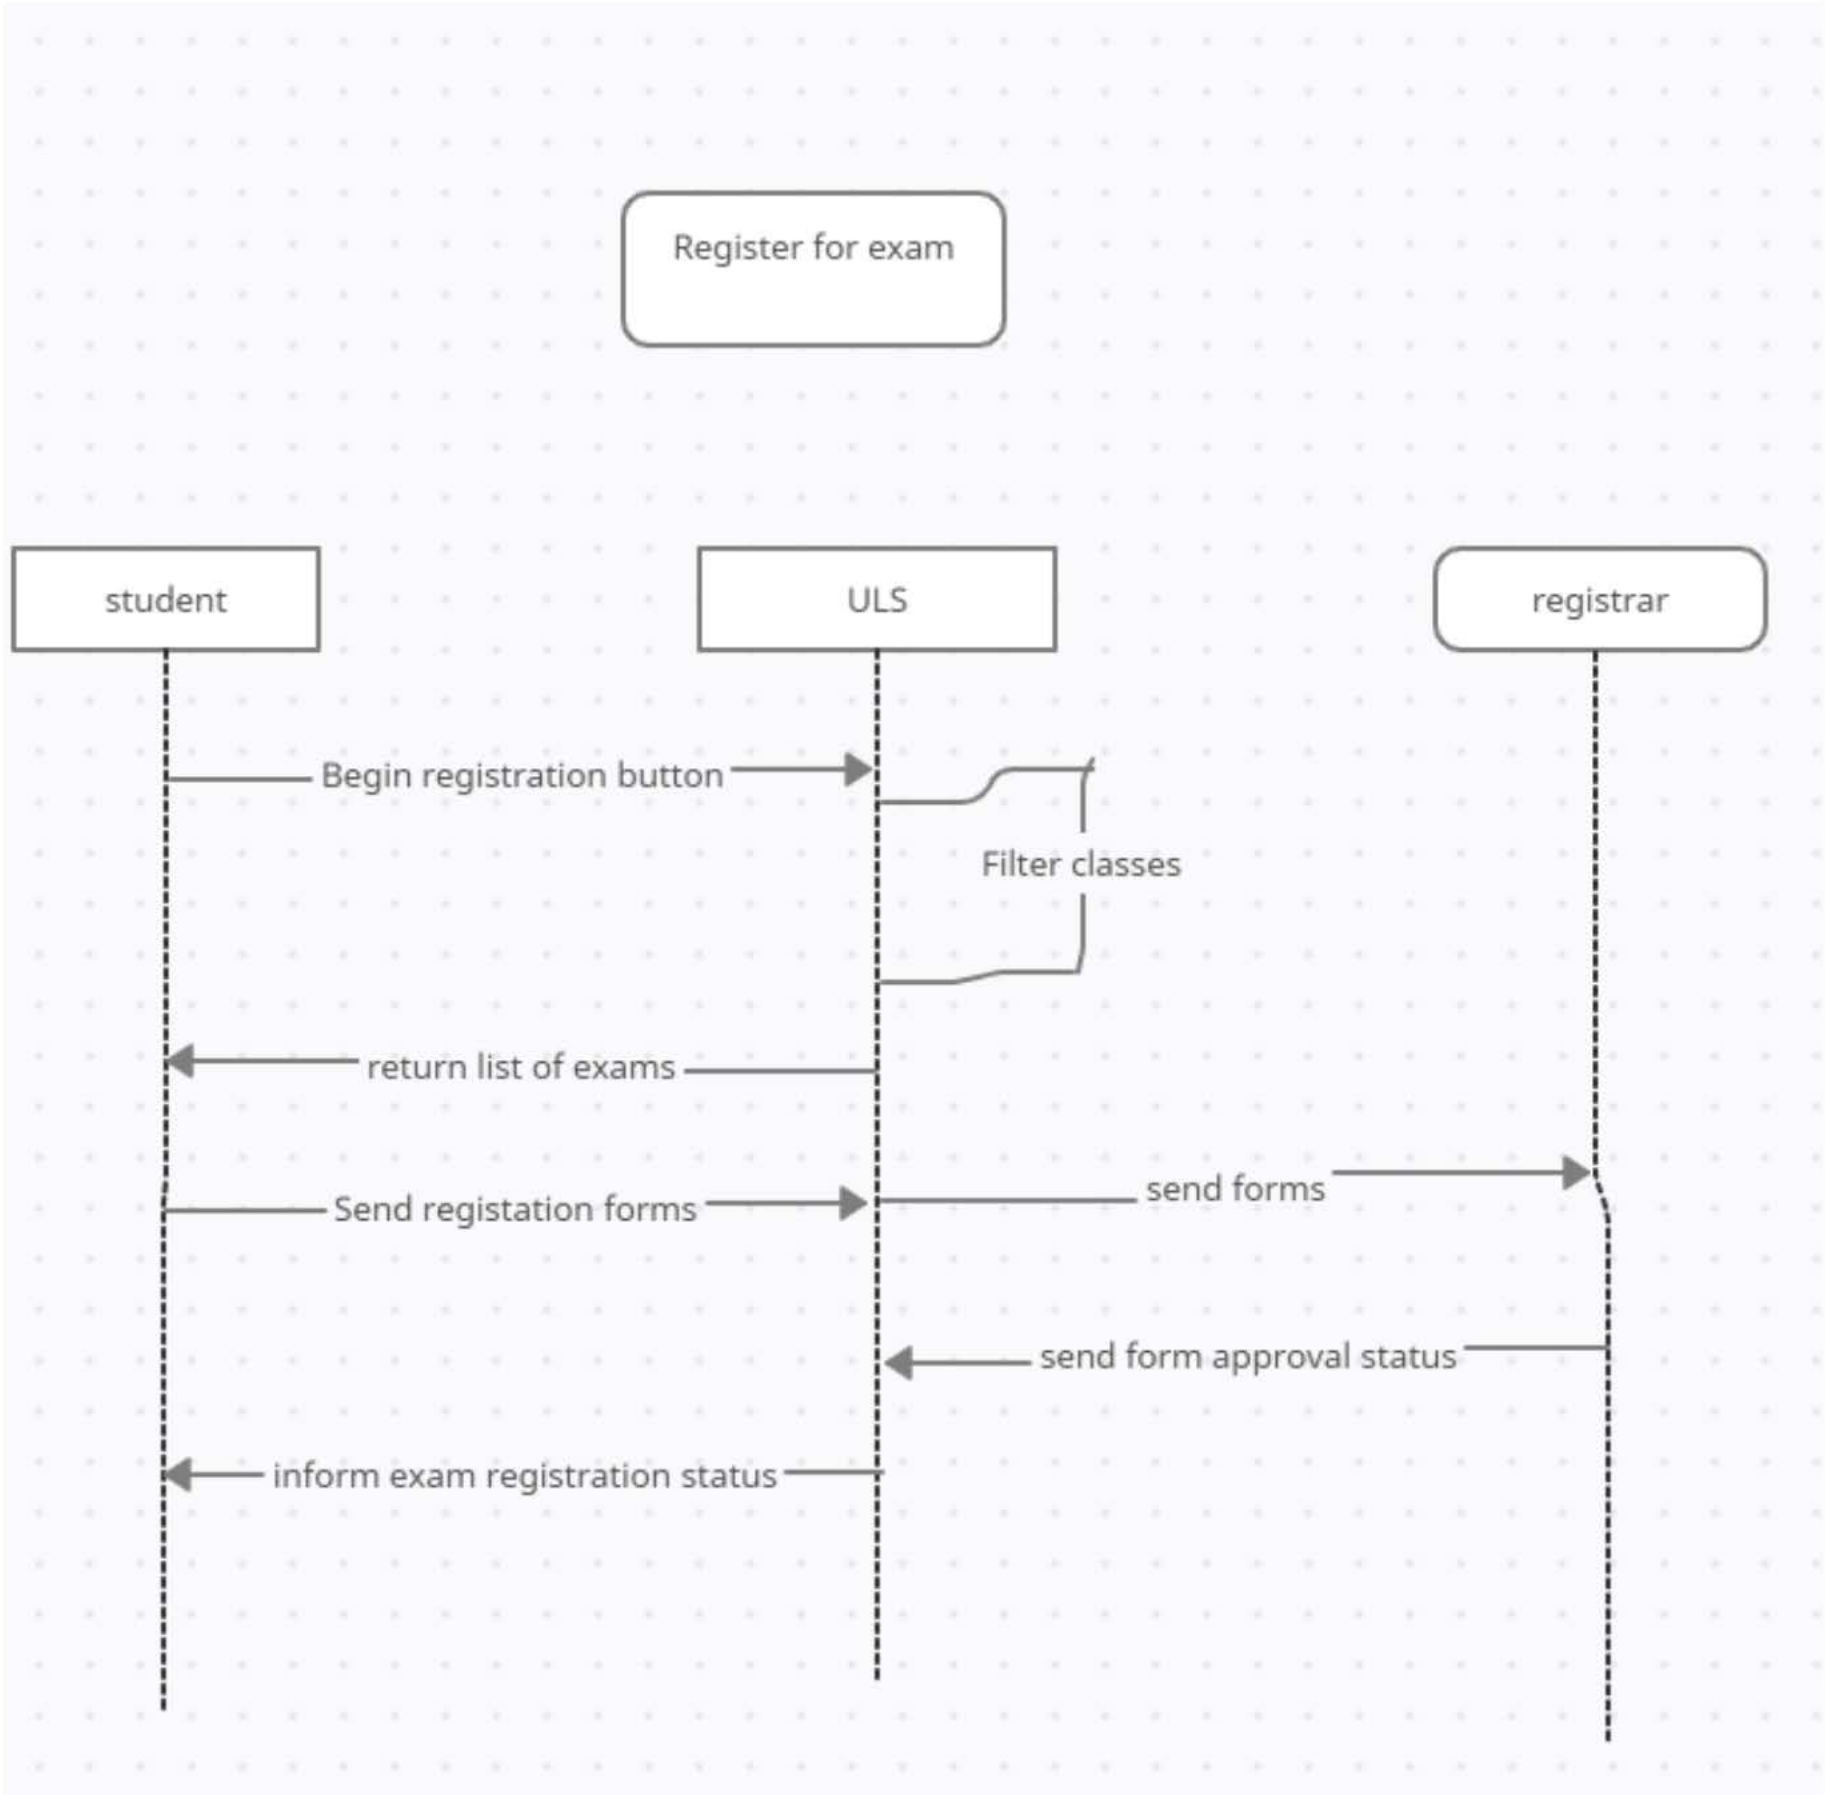 Register for exam
student
ULS
registrar
Begin registration button
Filter classes
return list of exams
send forms
Send registation forms
send form approval status
inform exam registration status